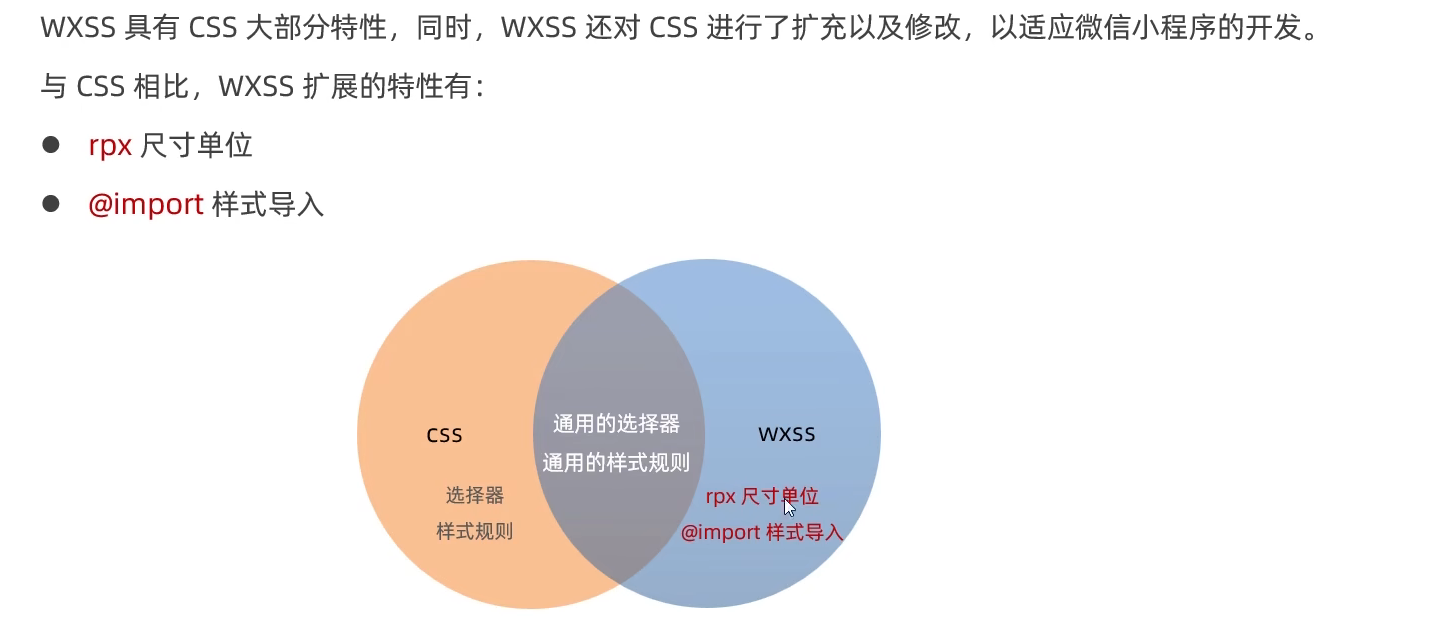 WXSS 具有 CSS 大部分特性，同时，WXSS 还对 CSS 进行了扩充以及修改，以适应微信小程序的开发。
与 CSS 相比，WXSS 扩展的特性有：
● rpx 尺寸单位
● @import 样式导入
CSS
选择器
样式规则
通用的选择器
通用的样式规则
WXSS
rpx 尺寸单位
@import 样式导入